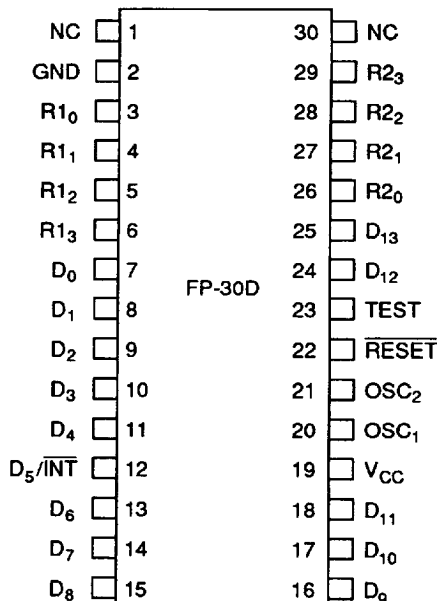 NC 1 30 NC
GND 2 29 R2₃
R1₀ 3 28 R2₂
R1₁ 4 27 R2₁
R1₂ 5 26 R2₀
R1₃ 6 25 D₁₃
D₀ 7 24 D₁₂
FP-30D
D₁ 8 23 TEST
D₂ 9 22 R̅E̅S̅E̅T̅
D₃ 10 21 OSC₂
D₄ 11 20 OSC₁
D₅/I̅N̅T̅ 12 19 V_CC
D₆ 13 18 D₁₁
D₇ 14 17 D₁₀
D₈ 15 16 D₉